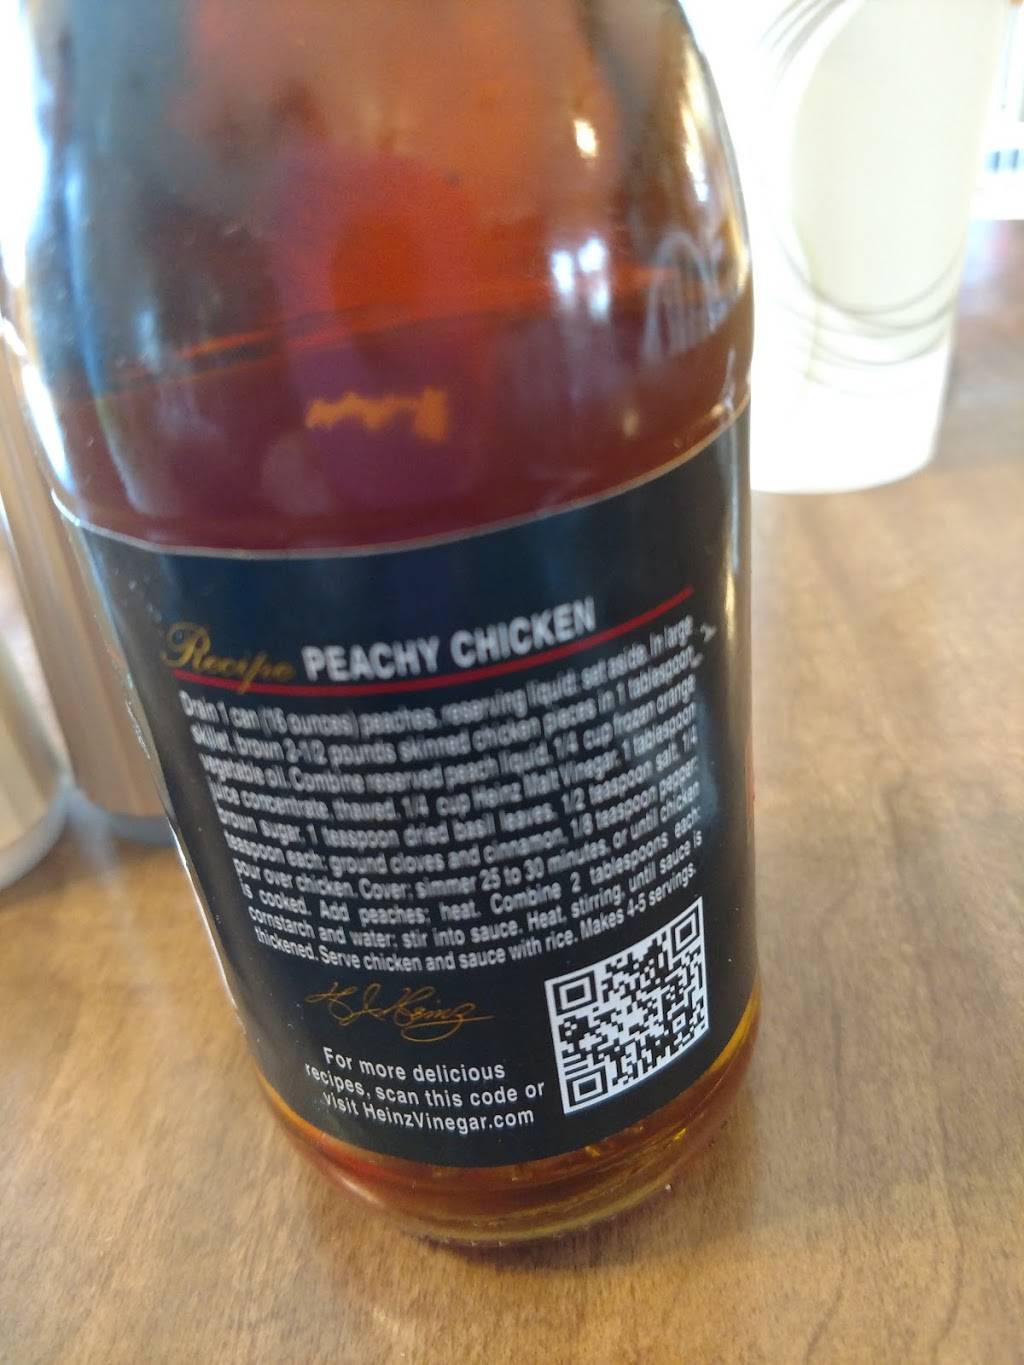 Recipe PEACHY CHICKEN
Drain 1 can (16 ounces) peaches, reserving liquid; set aside. In large
skillet, brown 2-1/2 pounds skinned chicken pieces in 1 tablespoon
vegetable oil. Combine reserved peach liquid, 1/4 cup frozen orange
juice concentrate, thawed, 1/4 cup Heinz Malt Vinegar, 1 tablespoon
brown sugar, 1 teaspoon dried basil leaves, 1/2 teaspoon salt, 1/4
teaspoon each: ground cloves and cinnamon, 1/8 teaspoon pepper;
pour over chicken. Cover; simmer 25 to 30 minutes, or until chicken
is cooked. Add peaches; heat. Combine 2 tablespoons each:
cornstarch and water; stir into sauce. Heat, stirring, until sauce is
thickened. Serve chicken and sauce with rice. Makes 4-5 servings.
H J Heinz
For more delicious
recipes, scan this code or
visit HeinzVinegar.com